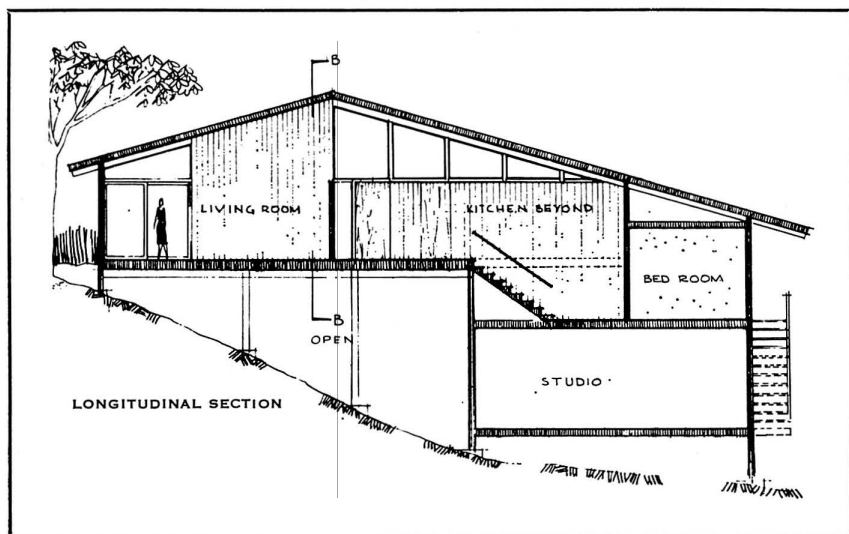 B
LIVING ROOM
KITCHEN BEYOND
BED ROOM
B
OPEN
STUDIO
LONGITUDINAL SECTION